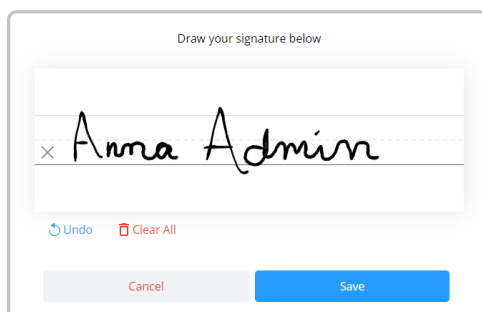 Draw your signature below
Anna Admin
Undo Clear All
Cancel Save